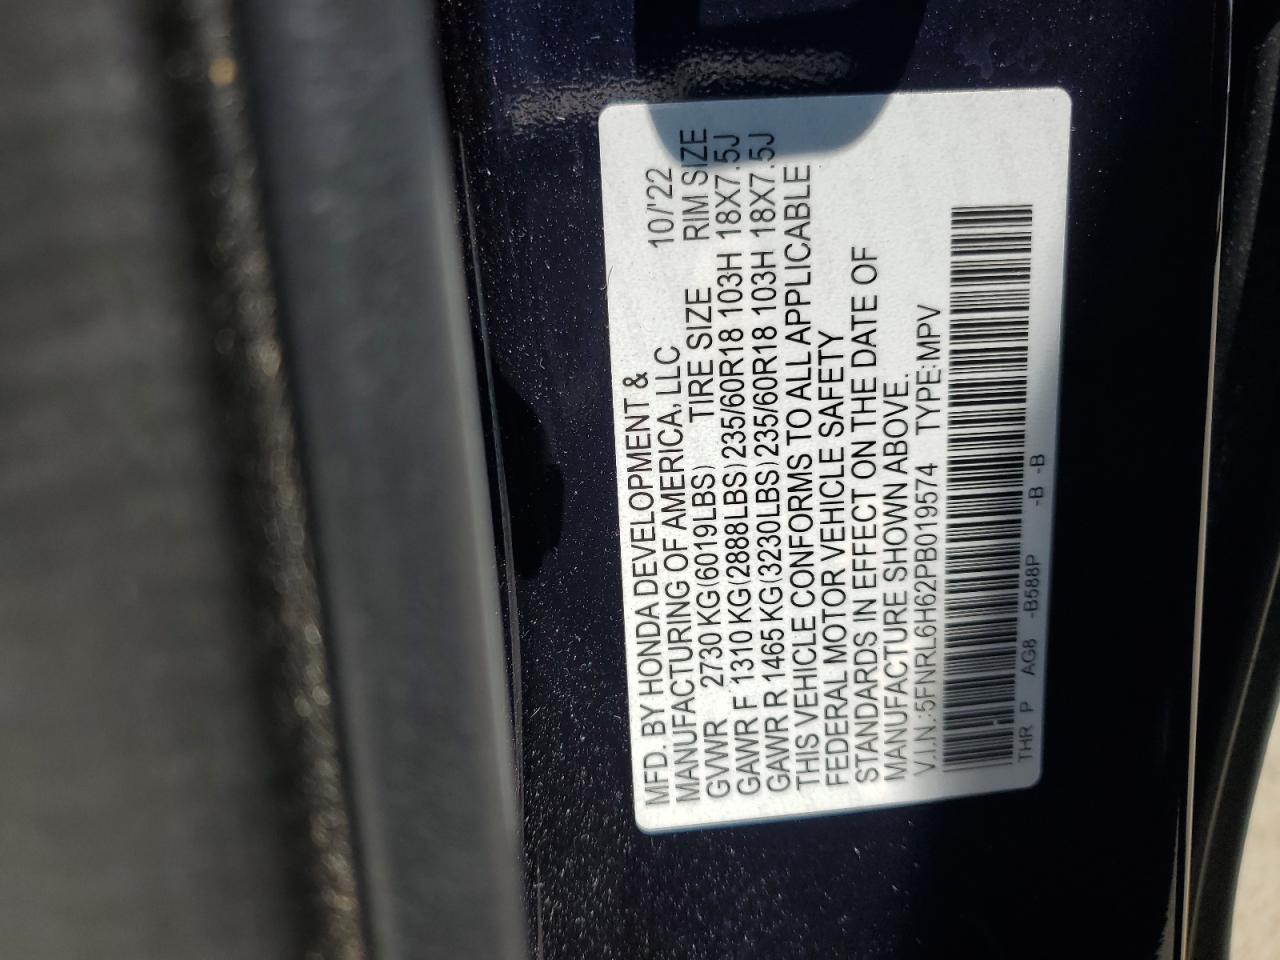 MFD. BY HONDA DEVELOPMENT &
MANUFACTURING OF AMERICA, LLC 10/'22
GVWR 2730 KG (6019LBS) TIRE SIZE RIM SIZE
GAWR F 1310 KG (2888LBS) 235/60R18 103H 18X7.5J
GAWR R 1465 KG (3230LBS) 235/60R18 103H 18X7.5J
THIS VEHICLE CONFORMS TO ALL APPLICABLE
FEDERAL MOTOR VEHICLE SAFETY
STANDARDS IN EFFECT ON THE DATE OF
MANUFACTURE SHOWN ABOVE.
V.I.N.:5FNRL6H62PB019574 TYPE:MPV
THR P AG8 -B588P -B -B